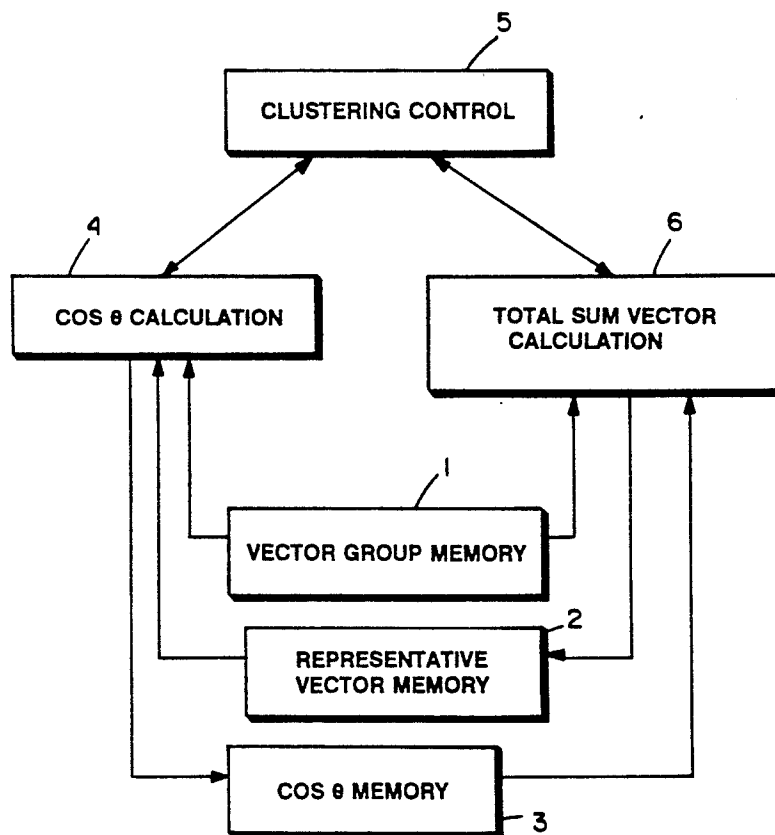 5
CLUSTERING CONTROL
4
COS θ CALCULATION
6
TOTAL SUM VECTOR
CALCULATION
1
VECTOR GROUP MEMORY
2
REPRESENTATIVE
VECTOR MEMORY
COS θ MEMORY
3